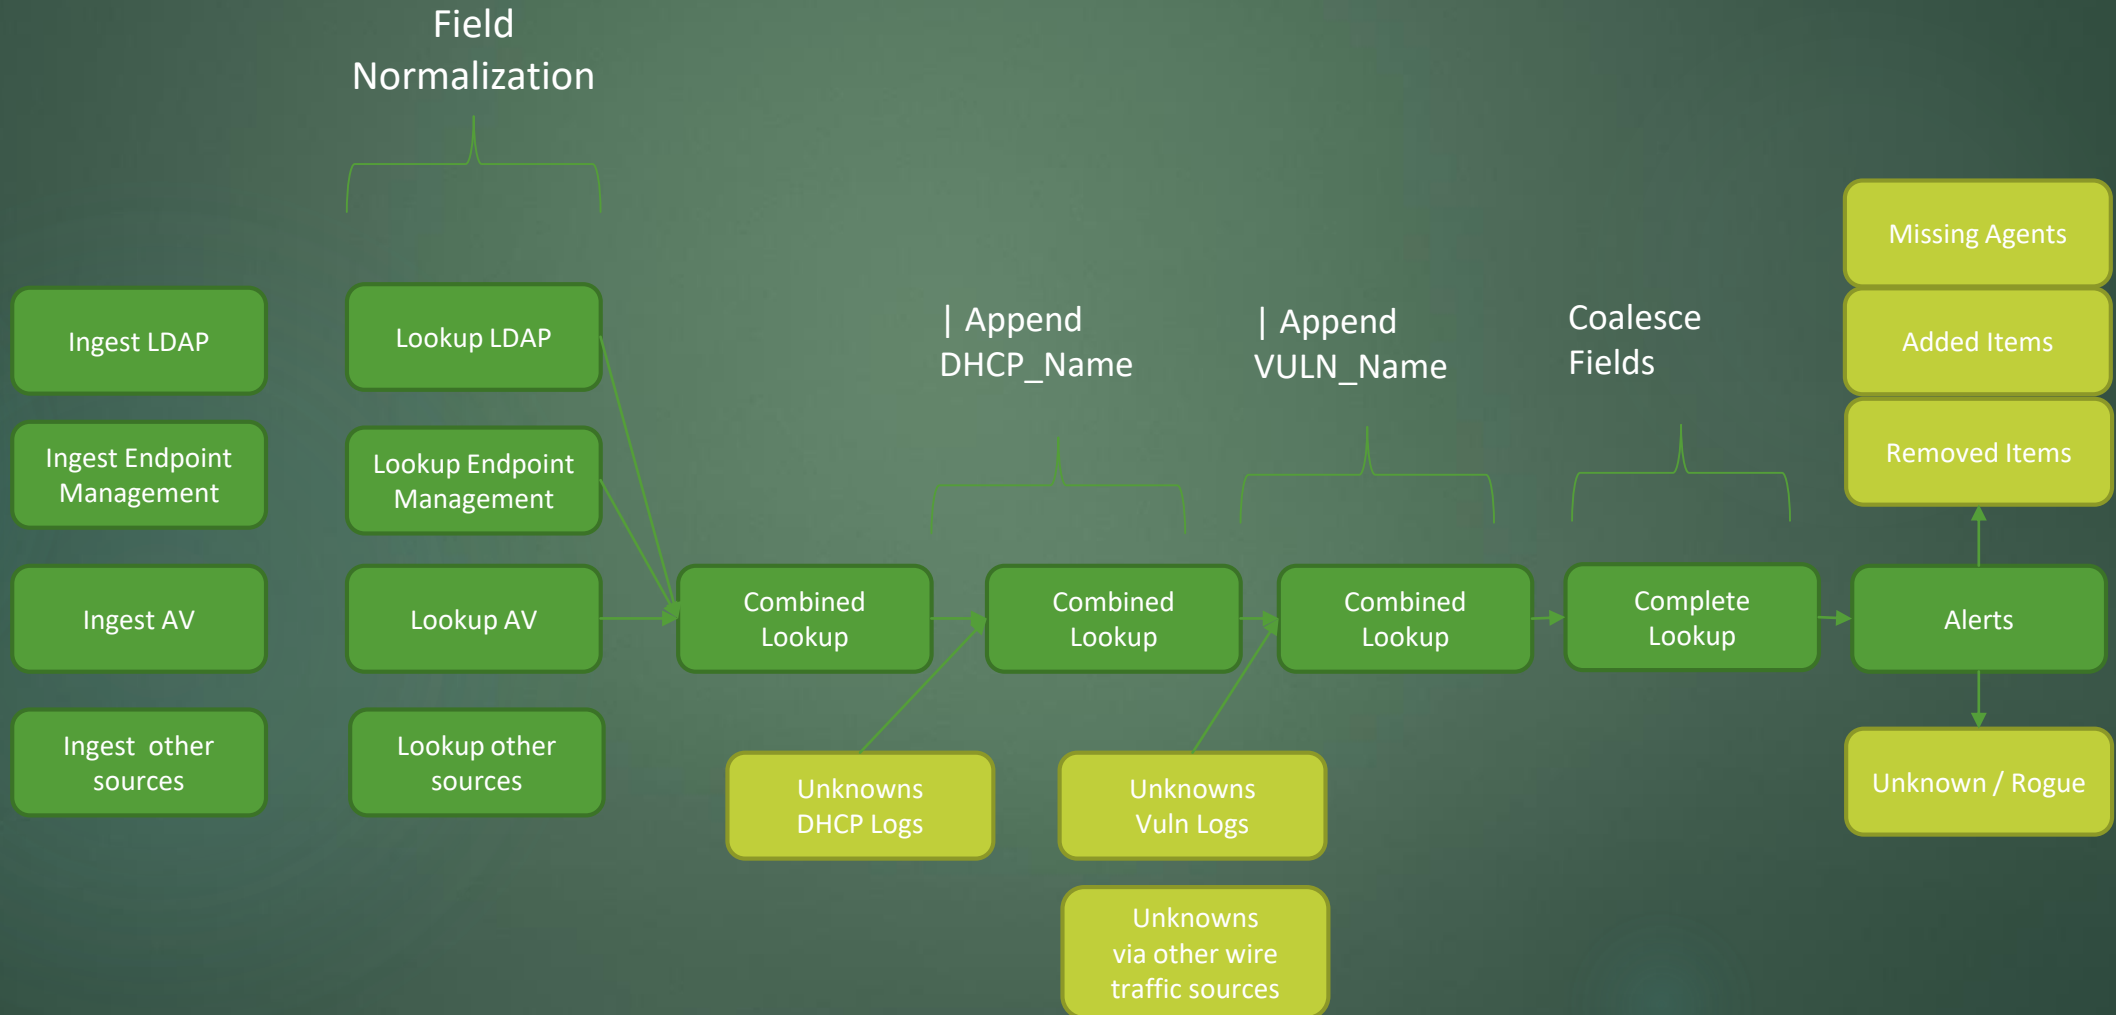 Field
Normalization
Ingest LDAP
Ingest Endpoint
Management
Ingest AV
Ingest other
sources
Lookup LDAP
Lookup Endpoint
Management
Lookup AV
Lookup other
sources
Combined
Lookup
| Append
DHCP_Name
Combined
Lookup
Unknowns
DHCP Logs
| Append
VULN_Name
Combined
Lookup
Unknowns
Vuln Logs
Unknowns
via other wire
traffic sources
Coalesce
Fields
Complete
Lookup
Missing Agents
Added Items
Removed Items
Alerts
Unknown / Rogue